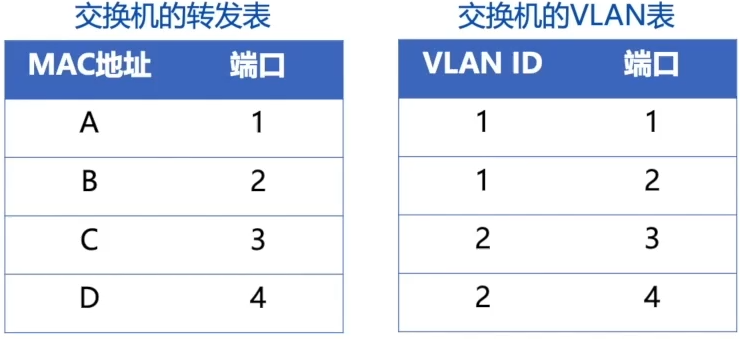 交换机的转发表
MAC地址 端口
A 1
B 2
C 3
D 4
交换机的VLAN表
VLAN ID 端口
1 1
1 2
2 3
2 4